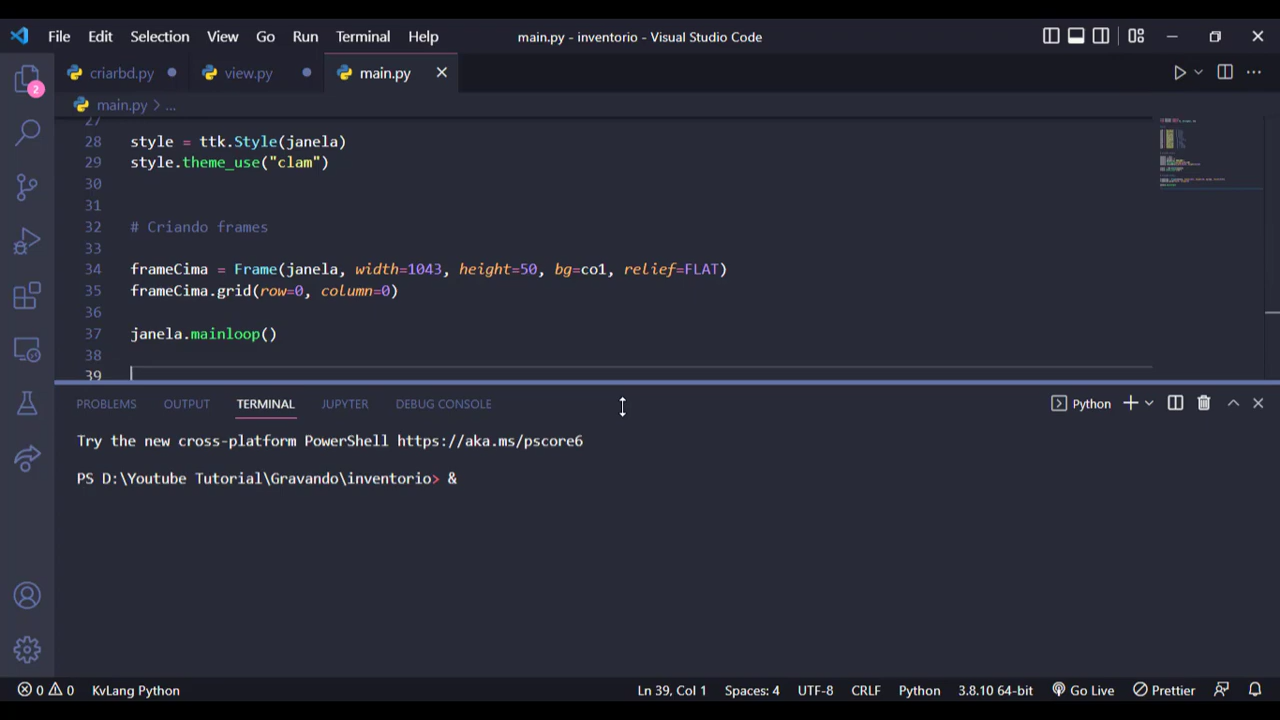 File Edit Selection View Go Run Terminal Help main.py - inventorio - Visual Studio Code
criarbd.py view.py main.py
2
main.py > ...
27
28 style = ttk.Style(janela)
29 style.theme_use("clam")
30
31
32 # Criando frames
33
34 frameCima = Frame(janela, width=1043, height=50, bg=co1, relief=FLAT)
35 frameCima.grid(row=0, column=0)
36
37 janela.mainloop()
38
39
PROBLEMS OUTPUT TERMINAL JUPYTER DEBUG CONSOLE Python
Try the new cross-platform PowerShell https://aka.ms/pscore6
PS D:\Youtube Tutorial\Gravando\inventorio> &
0 0 KvLang Python Ln 39, Col 1 Spaces: 4 UTF-8 CRLF Python 3.8.10 64-bit Go Live Prettier